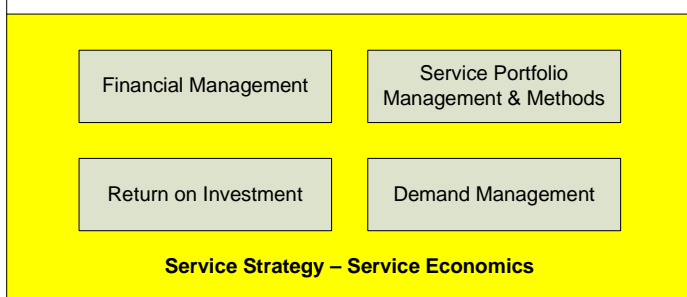 Financial Management
Service Portfolio
Management & Methods
Return on Investment
Demand Management
Service Strategy – Service Economics